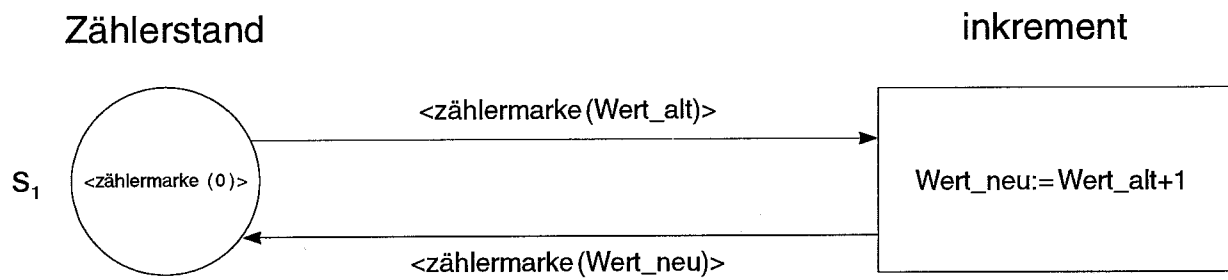 Zählerstand
inkrement
<zählermarke(Wert_alt)>
S1
<zählermarke (0)>
Wert_neu:=Wert_alt+1
<zählermarke(Wert_neu)>